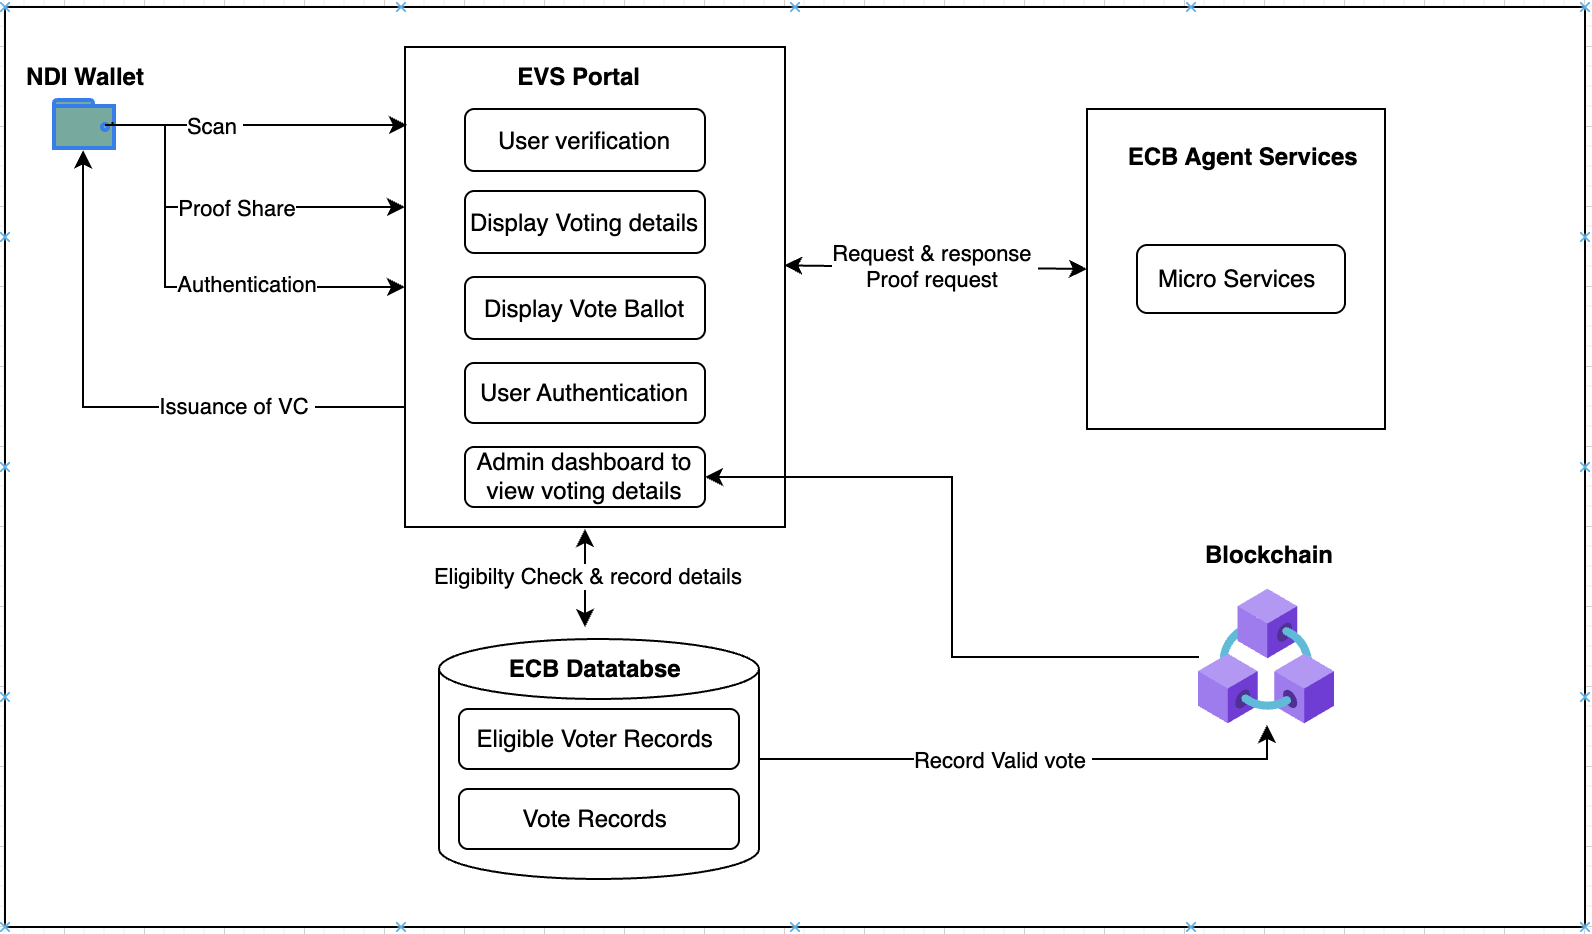 NDI Wallet
Scan
Proof Share
Authentication
Issuance of VC
EVS Portal
User verification
Display Voting details
Display Vote Ballot
User Authentication
Admin dashboard to
view voting details
Request & response
Proof request
ECB Agent Services
Micro Services
Eligibilty Check & record details
ECB Datatabse
Eligible Voter Records
Vote Records
Record Valid vote
Blockchain